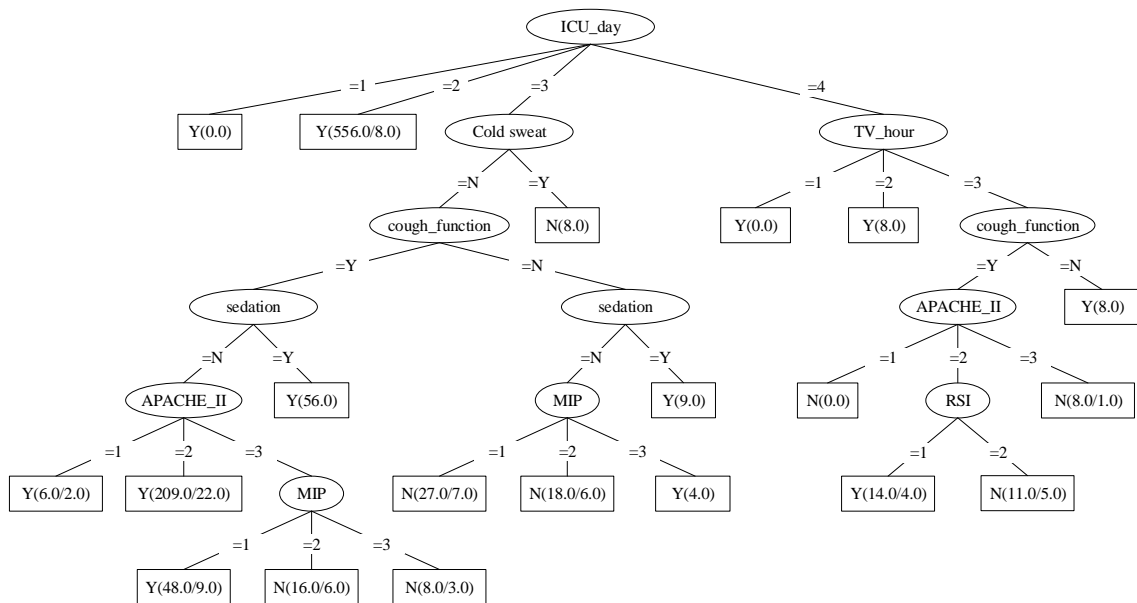 ICU_day
=1
=2
=3
=4
Y(0.0)
Y(556.0/8.0)
Cold sweat
TV_hour
=N
=Y
=1
=2
=3
cough_function
N(8.0)
Y(0.0)
Y(8.0)
cough_function
=Y
=N
=Y
=N
sedation
sedation
APACHE_II
Y(8.0)
=N
=Y
=N
=Y
=1
=2
=3
APACHE_II
Y(56.0)
MIP
Y(9.0)
N(0.0)
RSI
N(8.0/1.0)
=1
=2
=3
=1
=2
=3
=1
=2
Y(6.0/2.0)
Y(209.0/22.0)
MIP
N(27.0/7.0)
N(18.0/6.0)
Y(4.0)
Y(14.0/4.0)
N(11.0/5.0)
=1
=2
=3
Y(48.0/9.0)
N(16.0/6.0)
N(8.0/3.0)